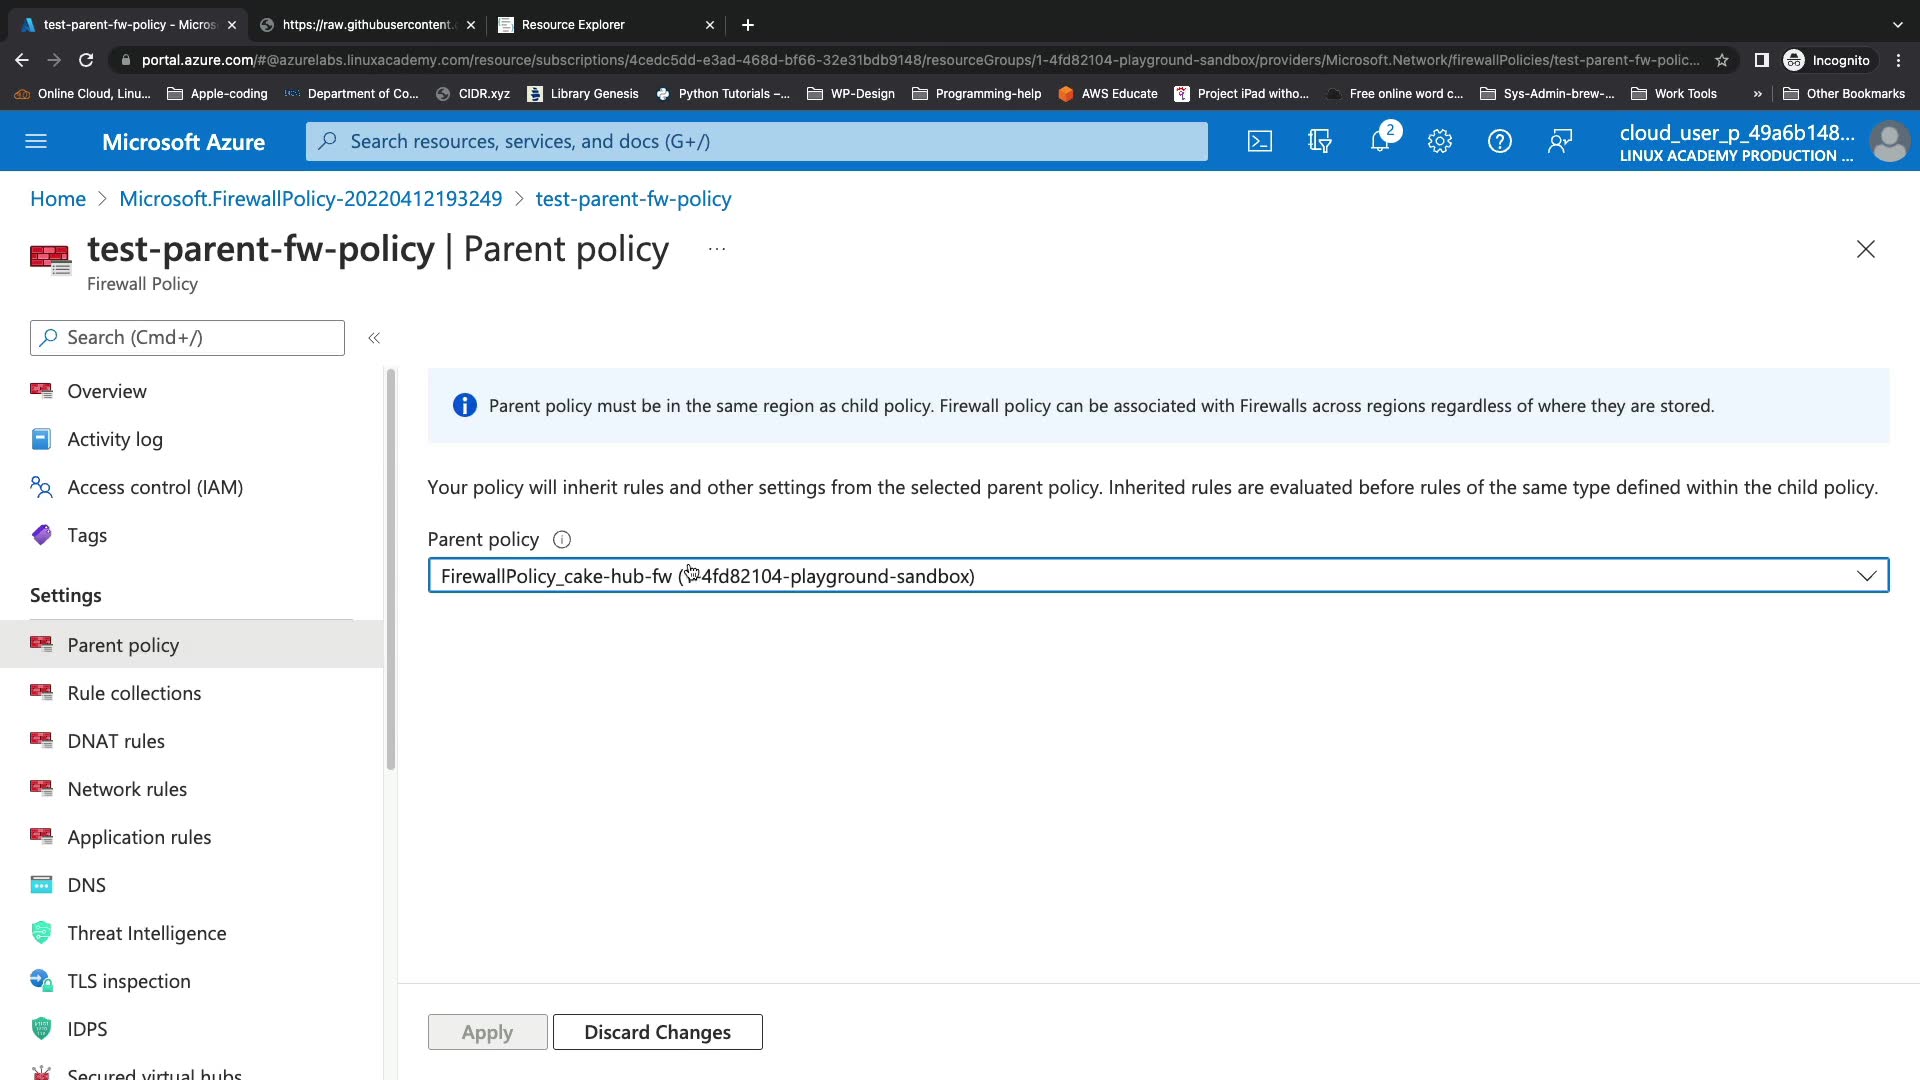 test-parent-fw-policy - Micros
https://raw.githubusercontent.c
Resource Explorer
portal.azure.com/#@azurelabs.linuxacademy.com/resource/subscriptions/4cedc5dd-e3ad-468d-bf66-32e31bdb9148/resourceGroups/1-4fd82104-playground-sandbox/providers/Microsoft.Network/firewallPolicies/test-parent-fw-polic...
Incognito
Online Cloud, Linu...
Apple-coding
Department of Co...
CIDR.xyz
Library Genesis
Python Tutorials –...
WP-Design
Programming-help
AWS Educate
Project iPad witho...
Free online word c...
Sys-Admin-brew-...
Work Tools
»
Other Bookmarks
Microsoft Azure
Search resources, services, and docs (G+/)
2
cloud_user_p_49a6b148...
LINUX ACADEMY PRODUCTION ...
Home > Microsoft.FirewallPolicy-20220412193249 > test-parent-fw-policy
test-parent-fw-policy | Parent policy ...
Firewall Policy
Search (Cmd+/)
«
Overview
Activity log
Access control (IAM)
Tags
Settings
Parent policy
Rule collections
DNAT rules
Network rules
Application rules
DNS
Threat Intelligence
TLS inspection
IDPS
Secured virtual hubs
Parent policy must be in the same region as child policy. Firewall policy can be associated with Firewalls across regions regardless of where they are stored.
Your policy will inherit rules and other settings from the selected parent policy. Inherited rules are evaluated before rules of the same type defined within the child policy.
Parent policy
FirewallPolicy_cake-hub-fw (1-4fd82104-playground-sandbox)
Apply
Discard Changes